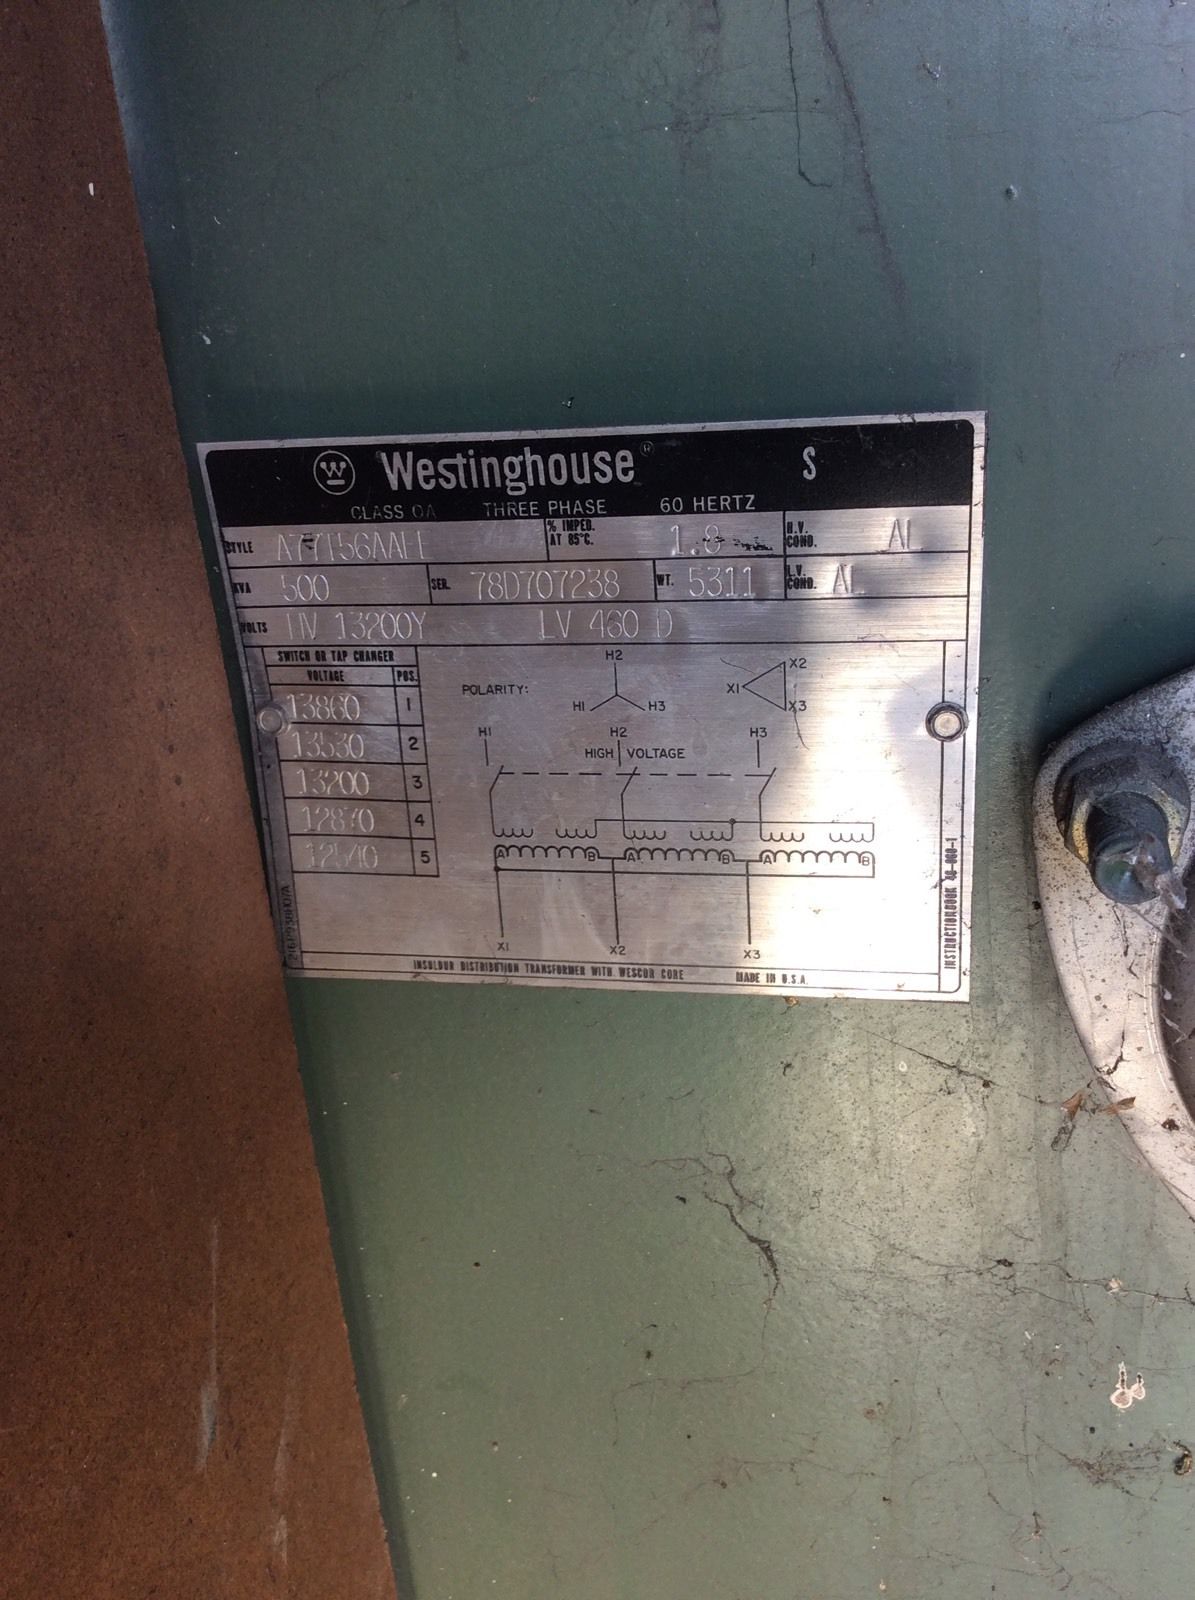 W Westinghouse ® S
CLASS OA THREE PHASE 60 HERTZ
STYLE % IMPED. AT 85°C. 1.8 H.V. COND. AL
KVA 500 SER. 78D707238 WT. 5311 L.V. COND. AL
VOLTS HV 13200Y LV 460 D
SWITCH OR TAP CHANGER
VOLTAGE POS.
13860 1
13530 2
13200 3
12870 4
12540 5
POLARITY:
H2
H1 H3
X2
X1
X3
H1 H2 H3
HIGH VOLTAGE
A B A B A B
X1 X2 X3
INSULDUR DISTRIBUTION TRANSFORMER WITH WESCOR CORE MADE IN U.S.A.